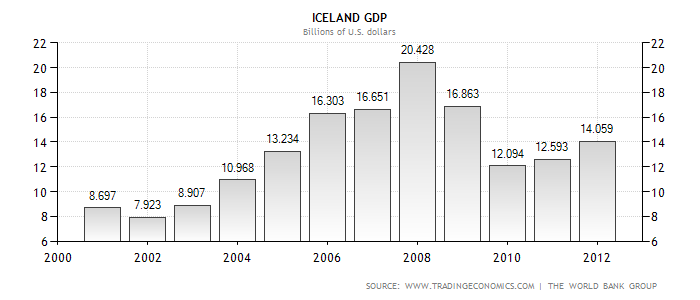 ICELAND GDP
Billions of U.S. dollars
22 22
20 20
18 18
16 16
14 14
12 12
10 10
8 8
6 6
8.697 7.923 8.907 10.968 13.234 16.303 16.651 20.428 16.863 12.094 12.593 14.059
2000 2002 2004 2006 2008 2010 2012
SOURCE: WWW.TRADINGECONOMICS.COM | THE WORLD BANK GROUP